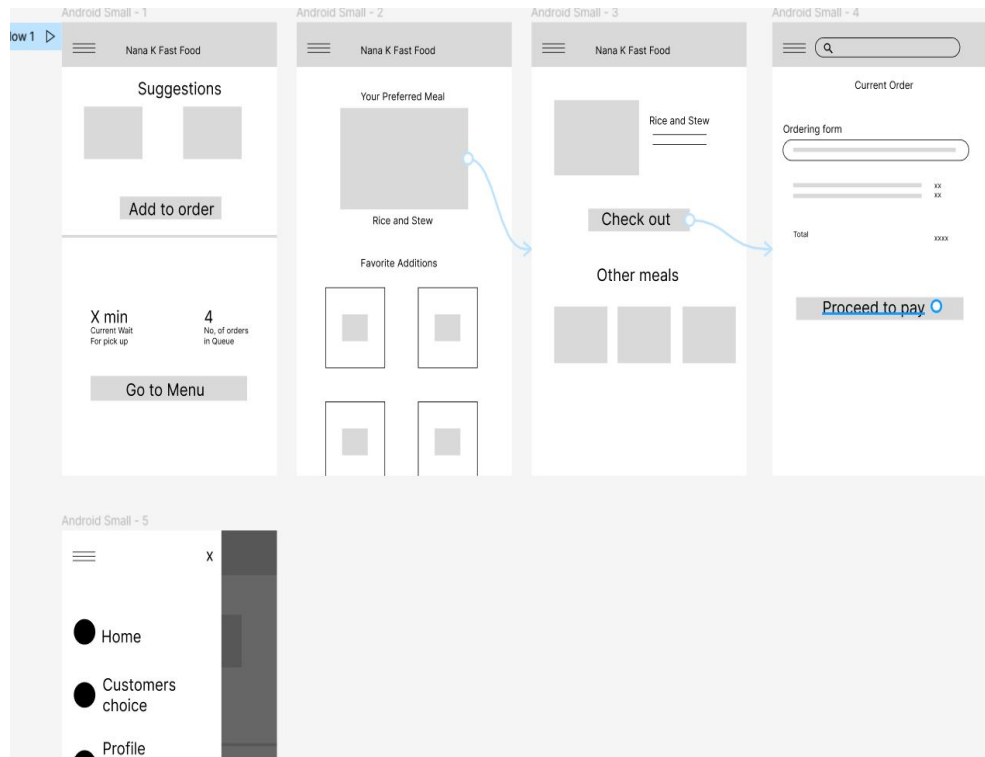 Android Small - 1
Android Small - 2
Android Small - 3
Android Small - 4
low 1
Nana K Fast Food
Suggestions
Add to order
X min
Current Wait
For pick up
4
No, of orders
in Queue
Go to Menu
Nana K Fast Food
Your Preferred Meal
Rice and Stew
Favorite Additions
Nana K Fast Food
Rice and Stew
Check out
Other meals
Current Order
Ordering form
xx
xx
Total
xxxx
Proceed to pay
Android Small - 5
X
Home
Customers
choice
Profile